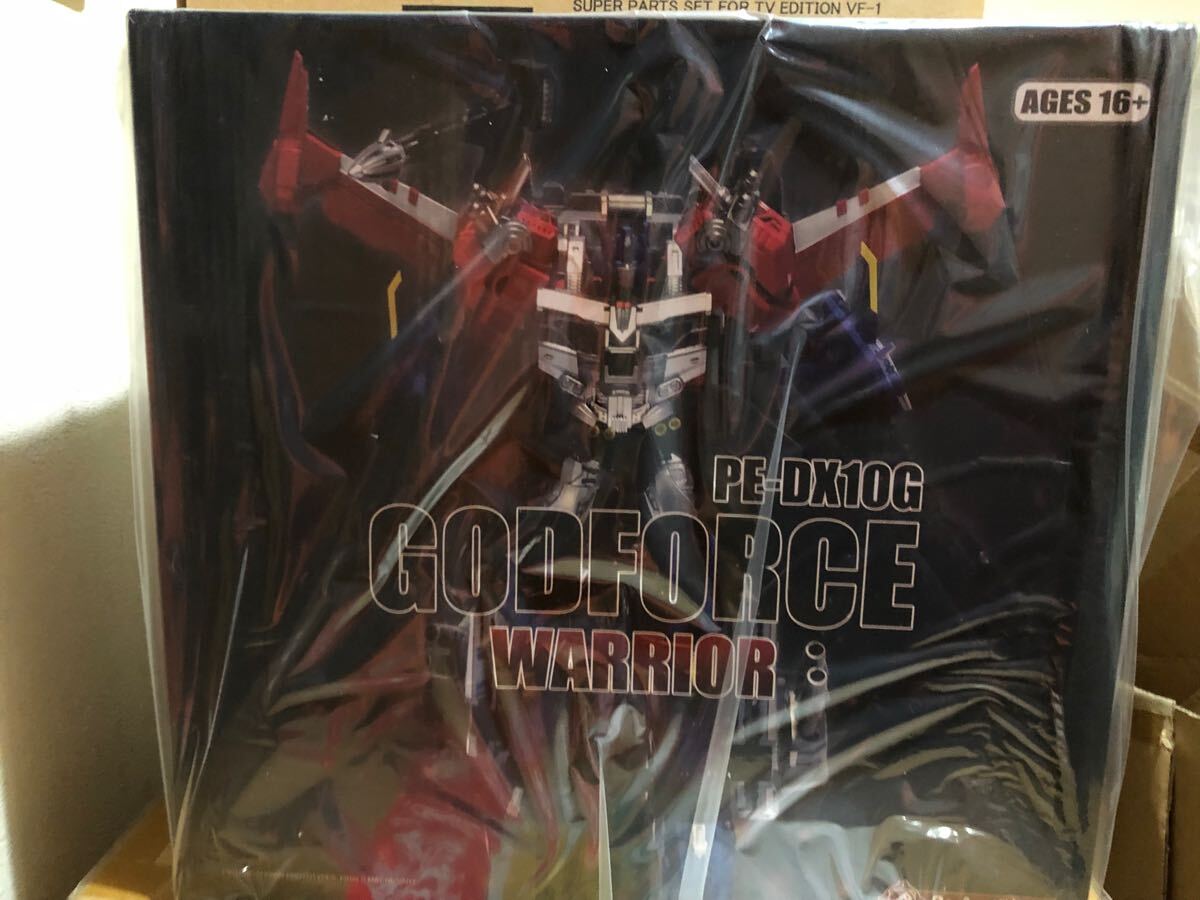 SUPER PARTS SET FOR TV EDITION VF-1
AGES 16+
PE-DX10G
GODFORCE
WARRIOR